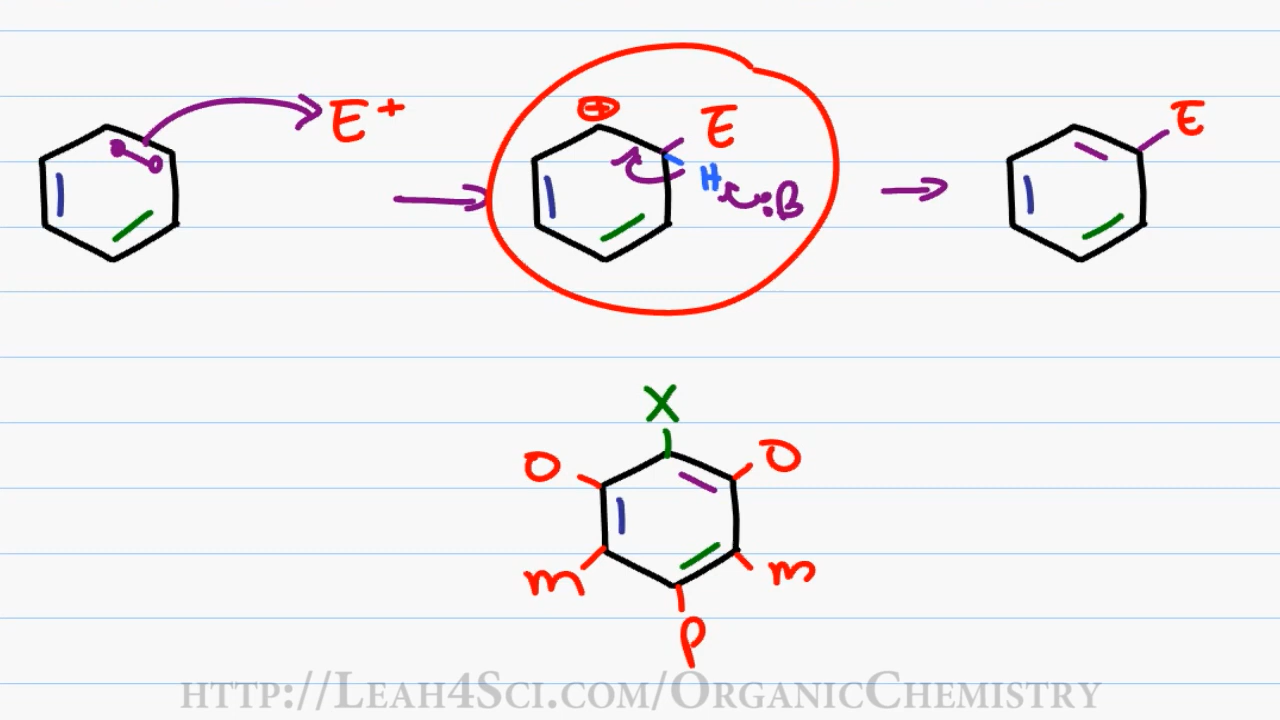 E+
⊕ E
H :B
E
X
O O
m m
p
HTTP://LEAH4SCI.COM/ORGANICCHEMISTRY